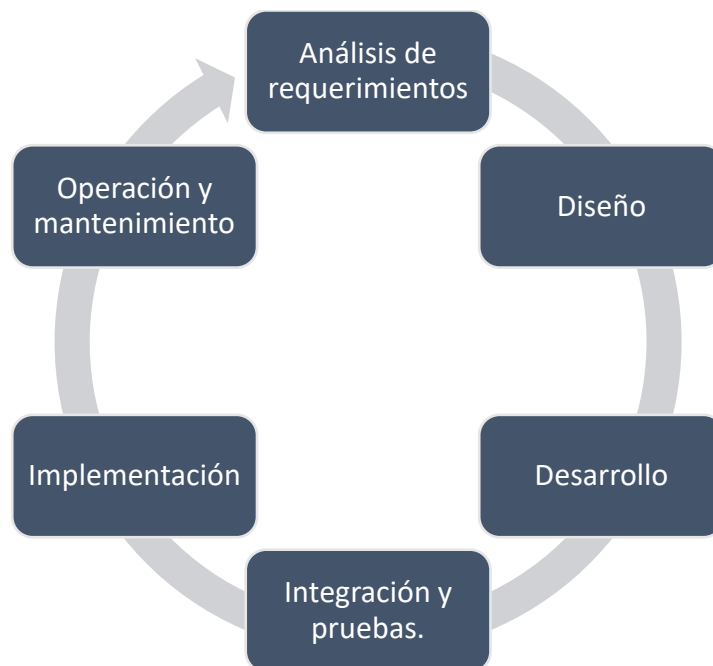 Análisis de
requerimientos
Diseño
Desarrollo
Integración y
pruebas.
Implementación
Operación y
mantenimiento